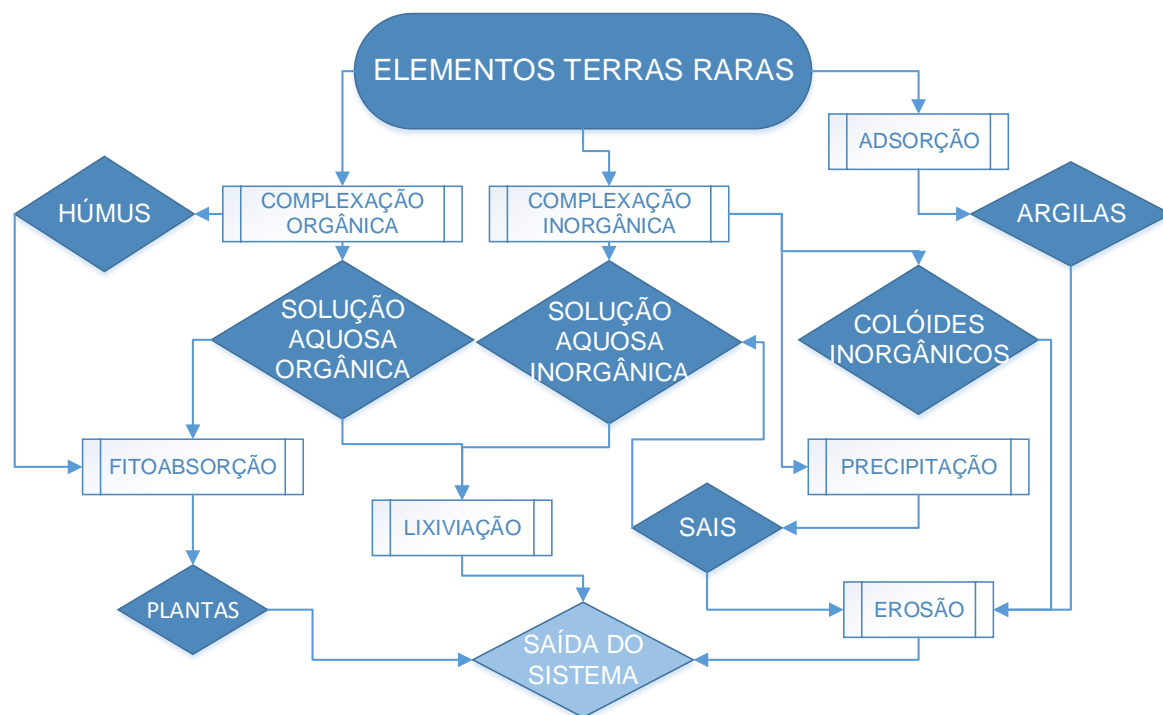 ELEMENTOS TERRAS RARAS
ADSORÇÃO
HÚMUS
COMPLEXAÇÃO
ORGÂNICA
COMPLEXAÇÃO
INORGÂNICA
ARGILAS
SOLUÇÃO
AQUOSA
ORGÂNICA
SOLUÇÃO
AQUOSA
INORGÂNICA
COLÓIDES
INORGÂNICOS
FITOABSORÇÃO
PRECIPITAÇÃO
LIXIVIAÇÃO
SAIS
PLANTAS
EROSÃO
SAÍDA DO
SISTEMA